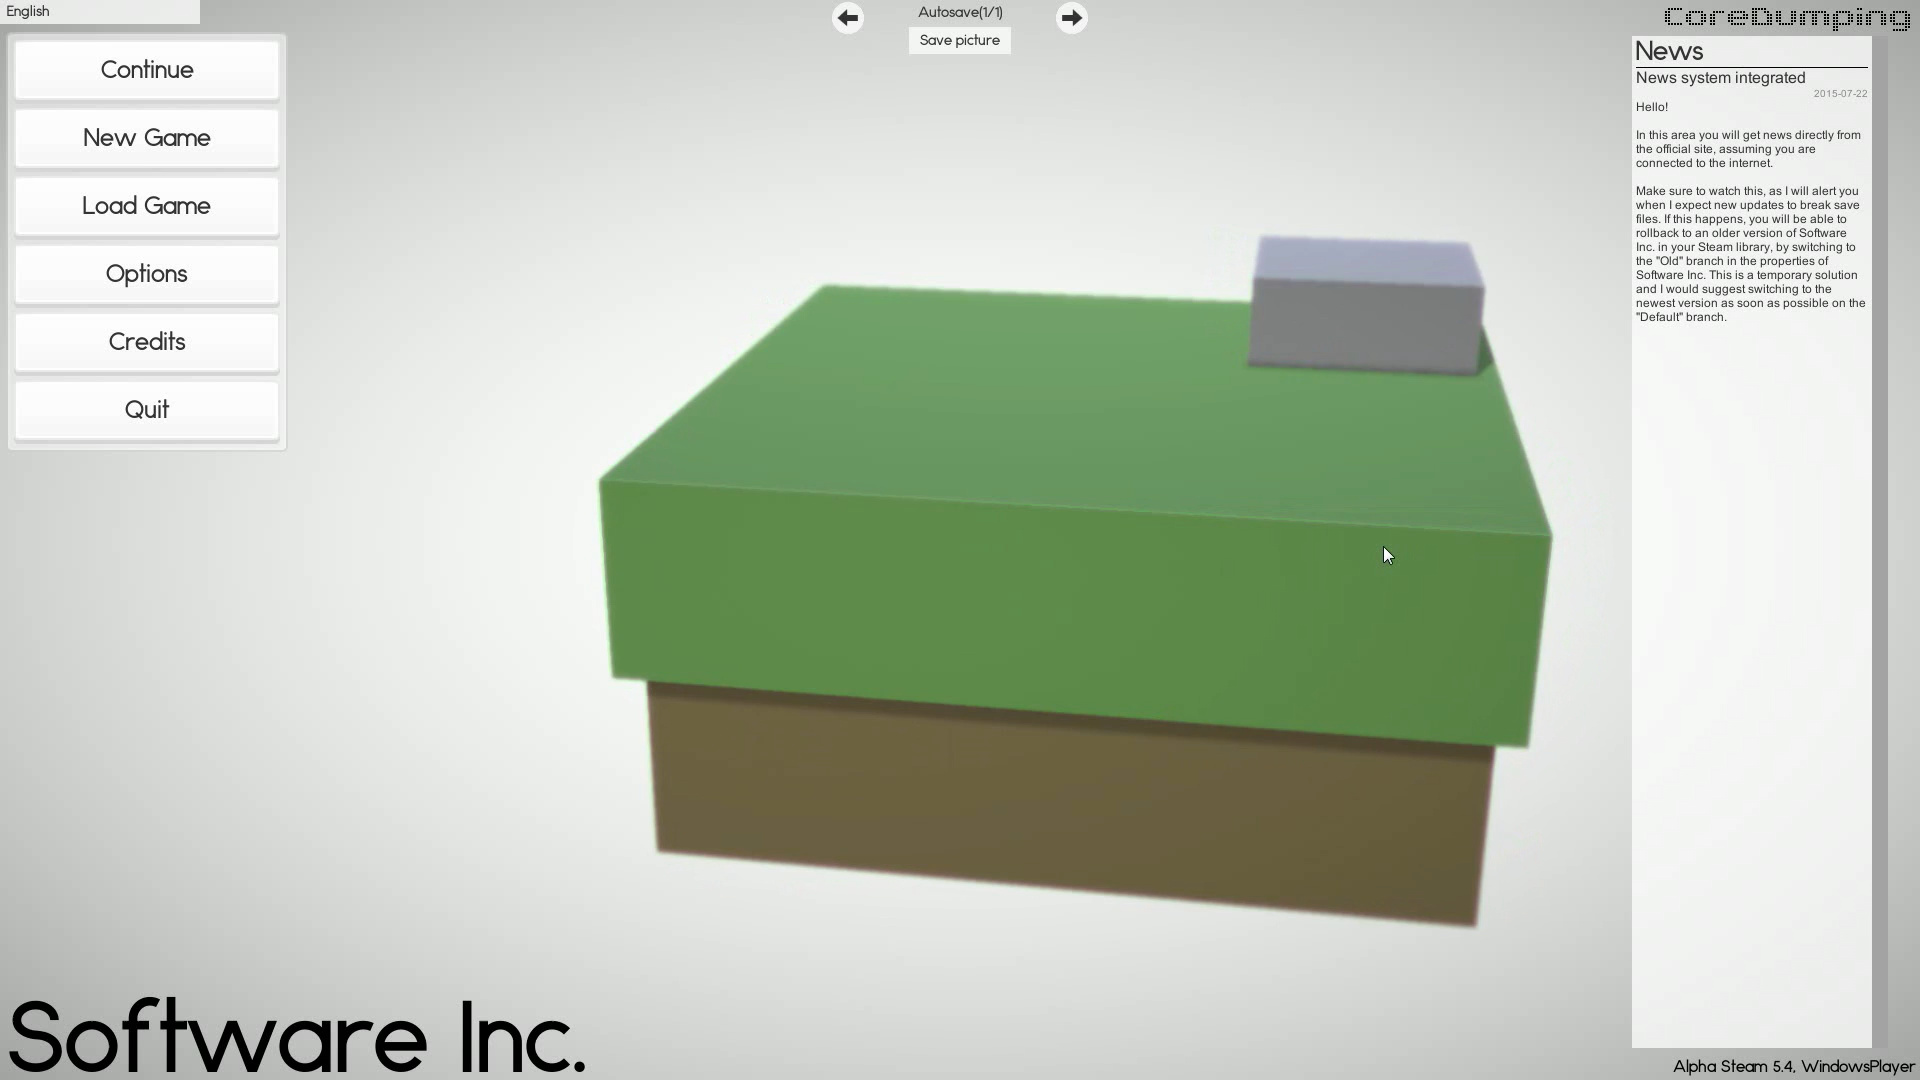 English
Continue
New Game
Load Game
Options
Credits
Quit
Autosave(1/1)
Save picture
CoreDumping
News
News system integrated
2015-07-22
Hello!
In this area you will get news directly from
the official site, assuming you are
connected to the internet.
Make sure to watch this, as I will alert you
when I expect new updates to break save
files. If this happens, you will be able to
rollback to an older version of Software
Inc. in your Steam library, by switching to
the "Old" branch in the properties of
Software Inc. This is a temporary solution
and I would suggest switching to the
newest version as soon as possible on the
"Default" branch.
Software Inc.
Alpha Steam 5.4, WindowsPlayer